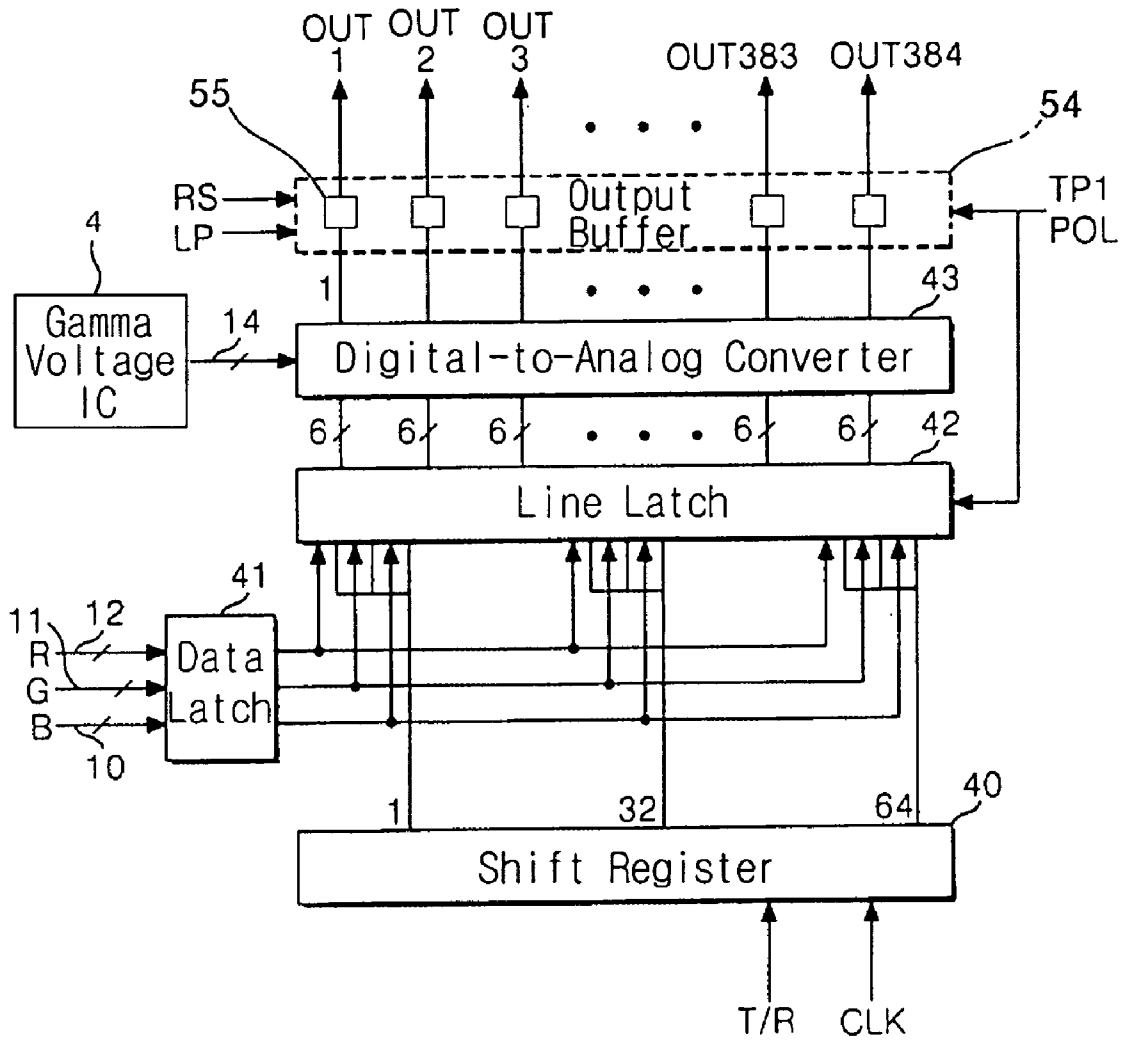 OUT OUT OUT
1 2 3 OUT383 OUT384
55 54
RS Output TP1
LP Buffer POL
4 1 43
Gamma
Voltage
IC
14
Digital-to-Analog Converter
6 6 6 6 6 42
Line Latch
41
11 12
R Data
G Latch
B
10
1 32 64 40
Shift Register
T/R CLK